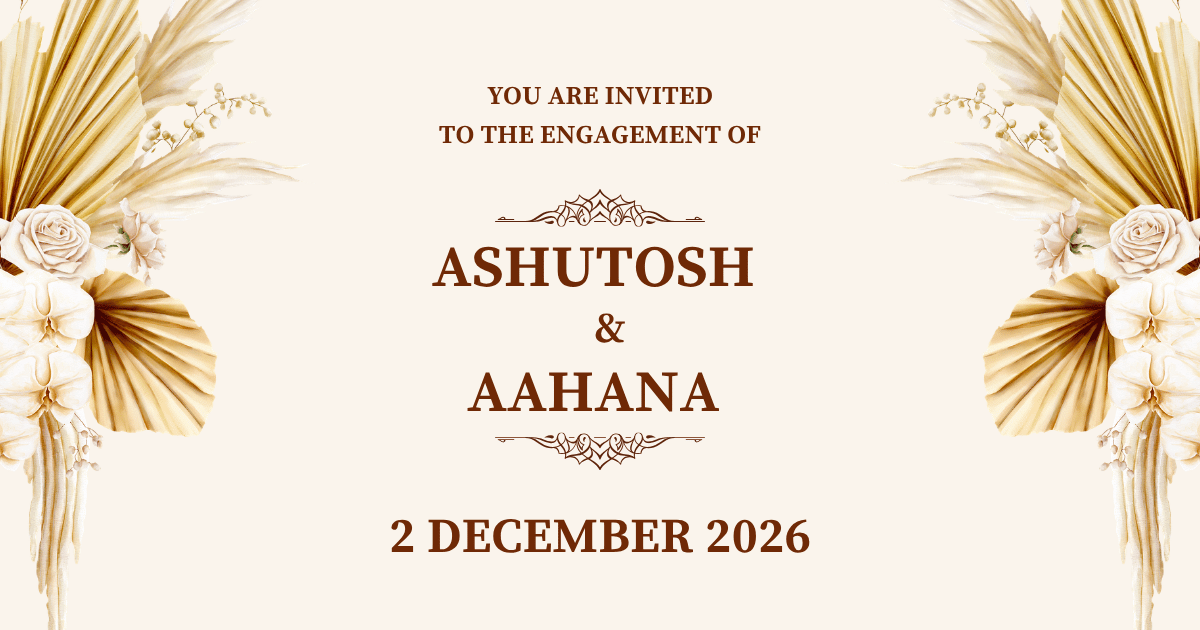 YOU ARE INVITED
TO THE ENGAGEMENT OF
ASHUTOSH
&
AAHANA
2 DECEMBER 2026